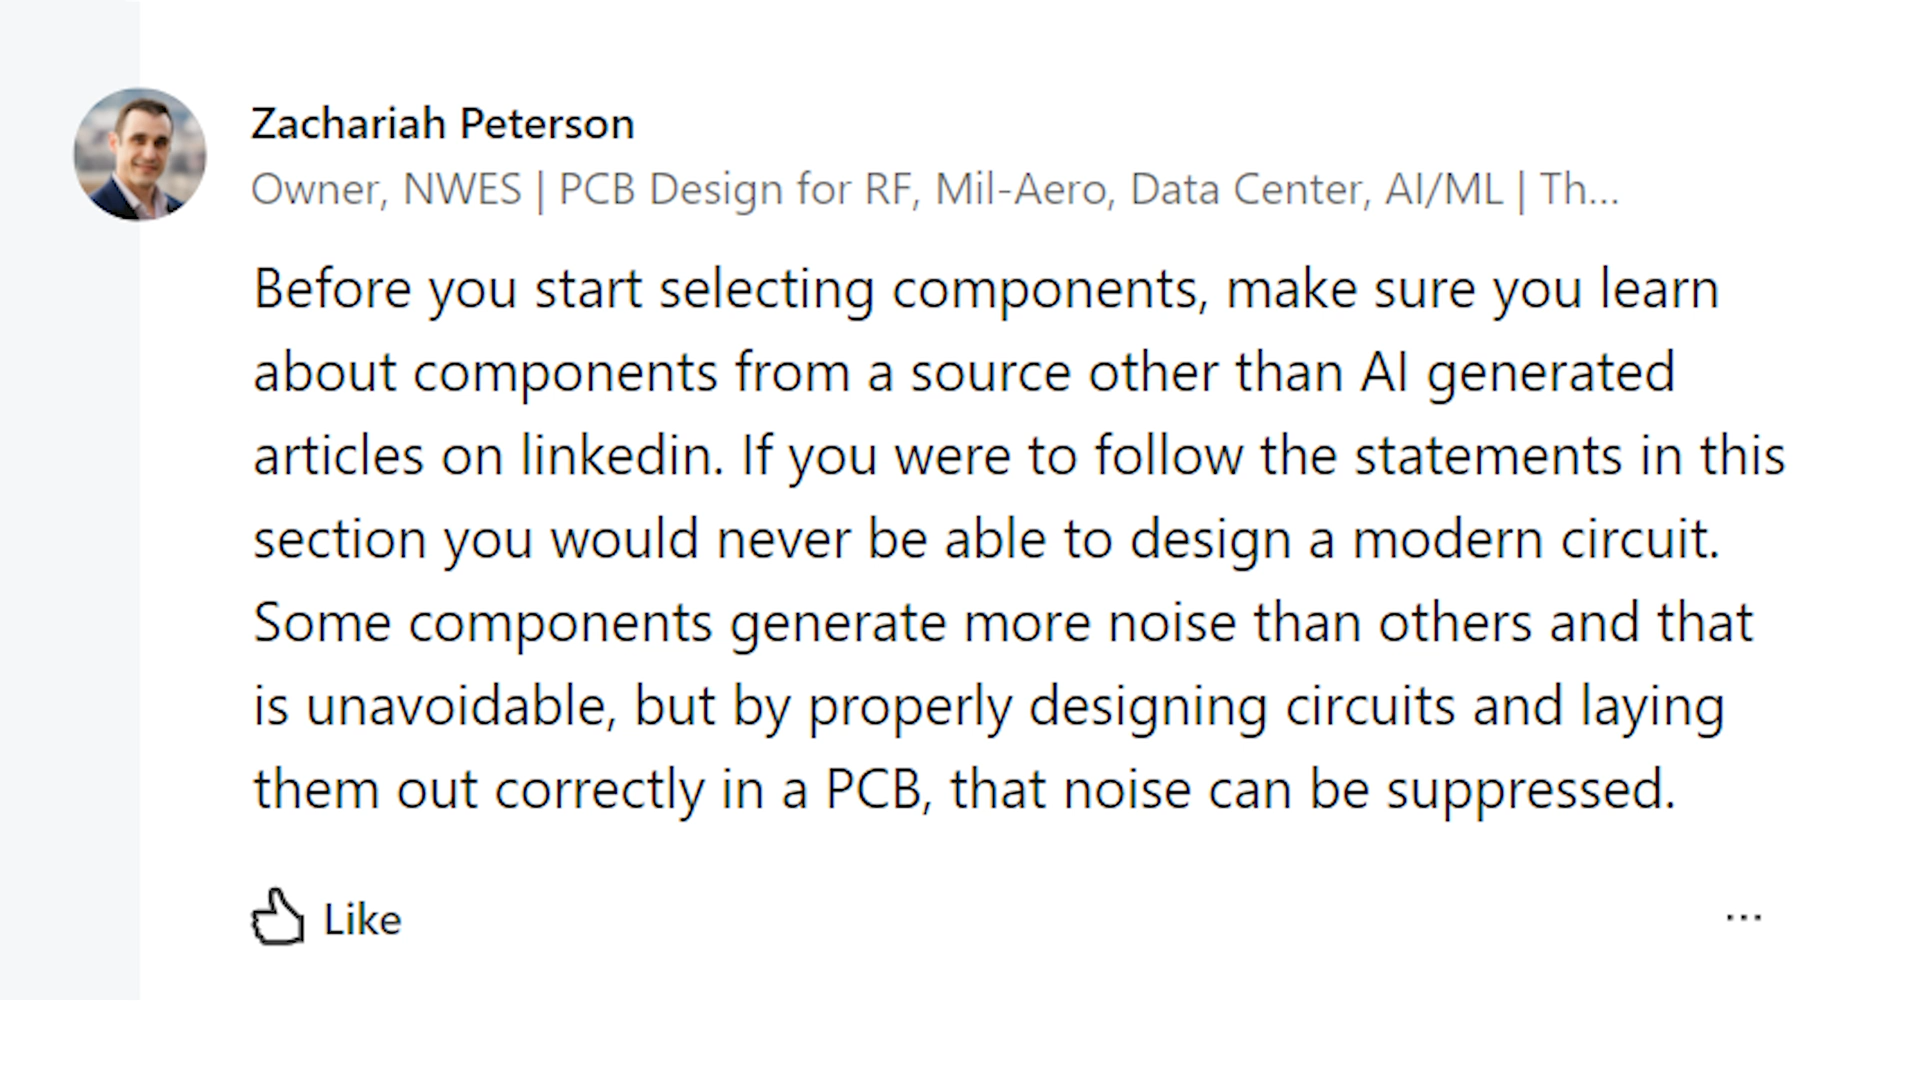 Zachariah Peterson
Owner, NWES | PCB Design for RF, Mil-Aero, Data Center, AI/ML | Th...
Before you start selecting components, make sure you learn
about components from a source other than AI generated
articles on linkedin. If you were to follow the statements in this
section you would never be able to design a modern circuit.
Some components generate more noise than others and that
is unavoidable, but by properly designing circuits and laying
them out correctly in a PCB, that noise can be suppressed.
Like